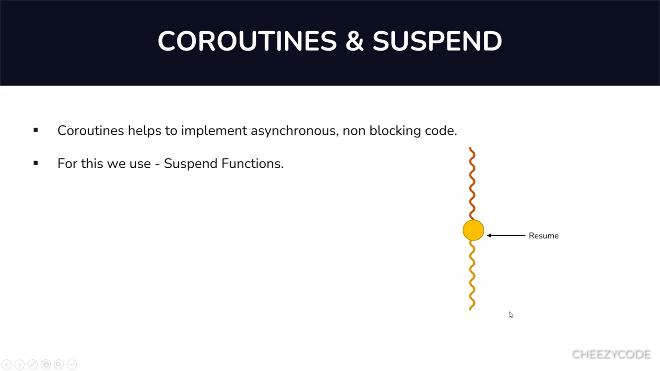 COROUTINES & SUSPEND
Coroutines helps to implement asynchronous, non blocking code.
For this we use - Suspend Functions.
Resume
CHEEZYCODE